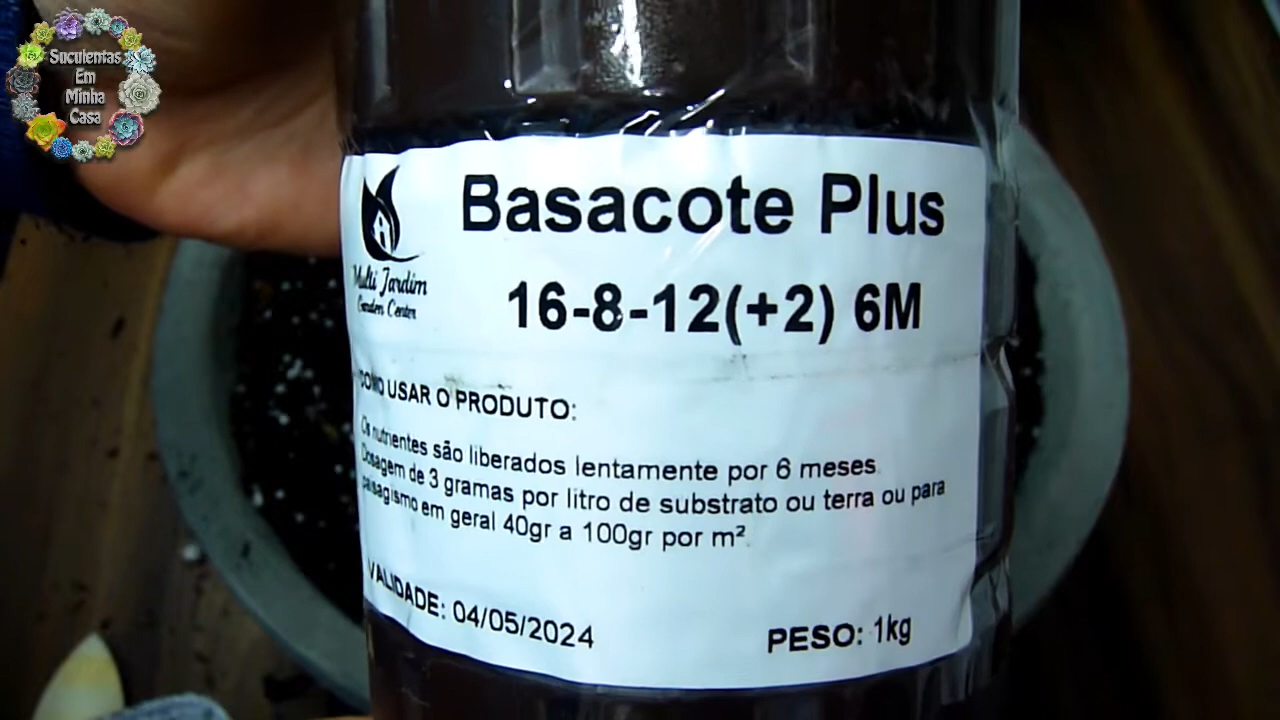 Suculentas
Em
Minha
Casa
Basacote Plus
Multi Jardim
Garden Center
16-8-12(+2) 6M
COMO USAR O PRODUTO:
Os nutrientes são liberados lentamente por 6 meses.
Dosagem de 3 gramas por litro de substrato ou terra ou para
paisagismo em geral 40gr a 100gr por m².
VALIDADE: 04/05/2024
PESO: 1kg